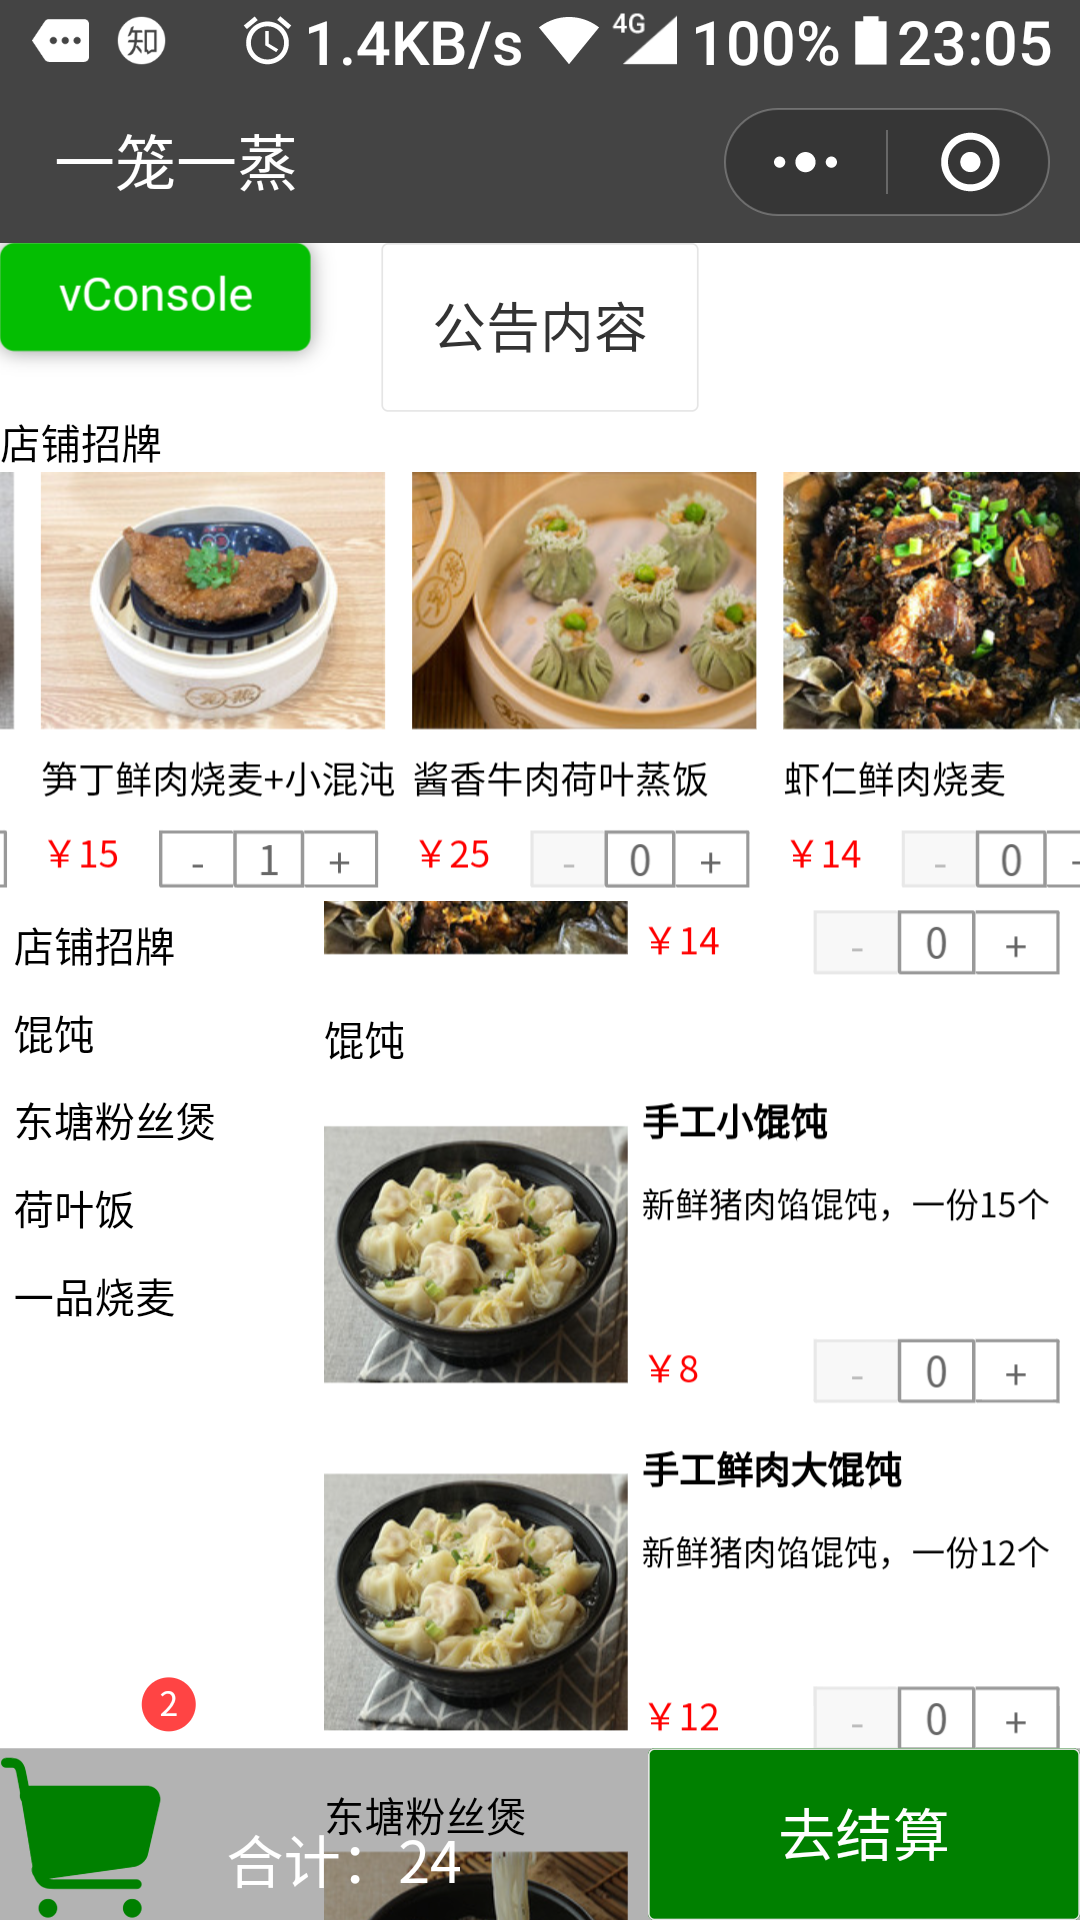 知 1.4KB/s 4G 100% 23:05
一笼一蒸
vConsole
公告内容
店铺招牌
笋丁鲜肉烧麦+小混沌 酱香牛肉荷叶蒸饭 虾仁鲜肉烧麦
￥15 - 1 + ￥25 - 0 + ￥14 - 0
店铺招牌
馄饨
东塘粉丝煲
荷叶饭
一品烧麦
￥14 - 0 +
馄饨
手工小馄饨
新鲜猪肉馅馄饨，一份15个
￥8 - 0 +
手工鲜肉大馄饨
新鲜猪肉馅馄饨，一份12个
￥12 - 0 +
东塘粉丝煲
2
合计：24
去结算